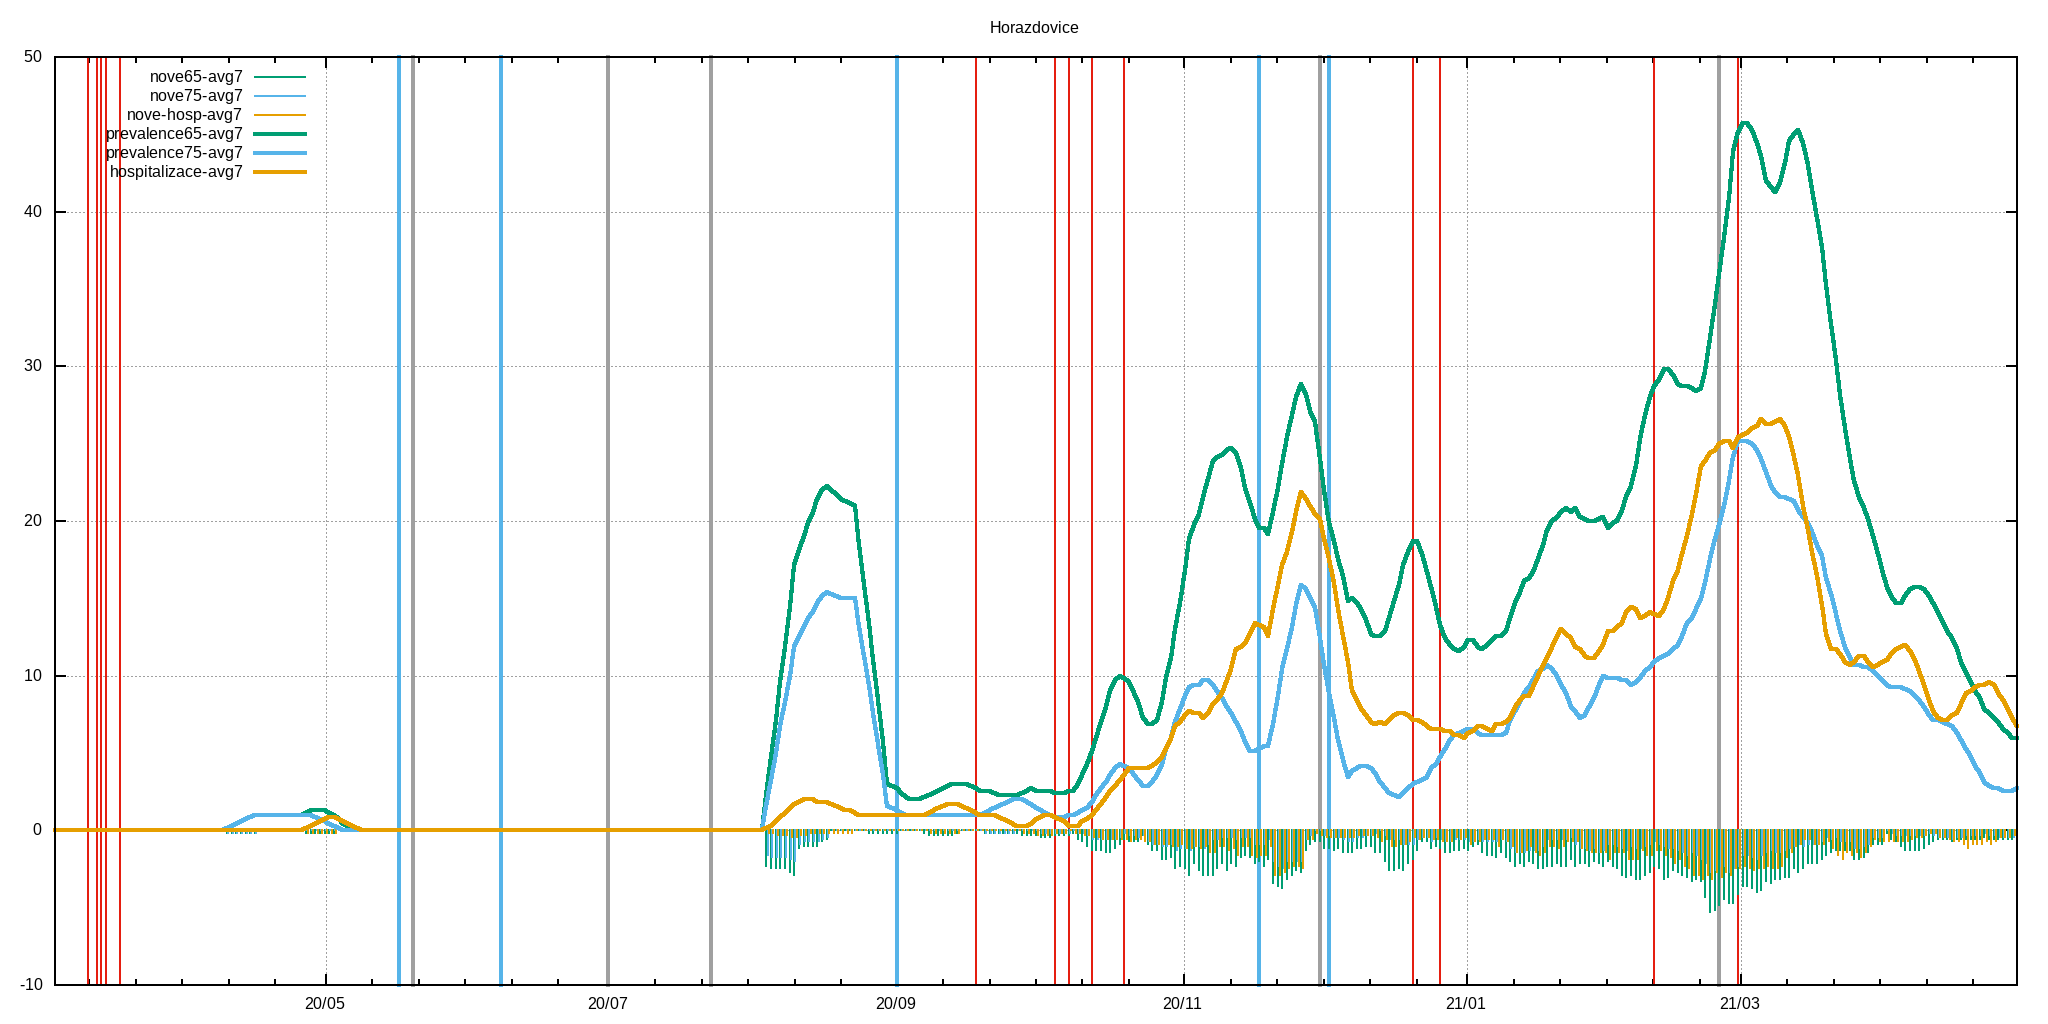 Horazdovice
50
nove65-avg7
nove75-avg7
nove-hosp-avg7
prevalence65-avg7
prevalence75-avg7
hospitalizace-avg7
40
30
20
10
0
-10
20/05
20/07
20/09
20/11
21/01
21/03